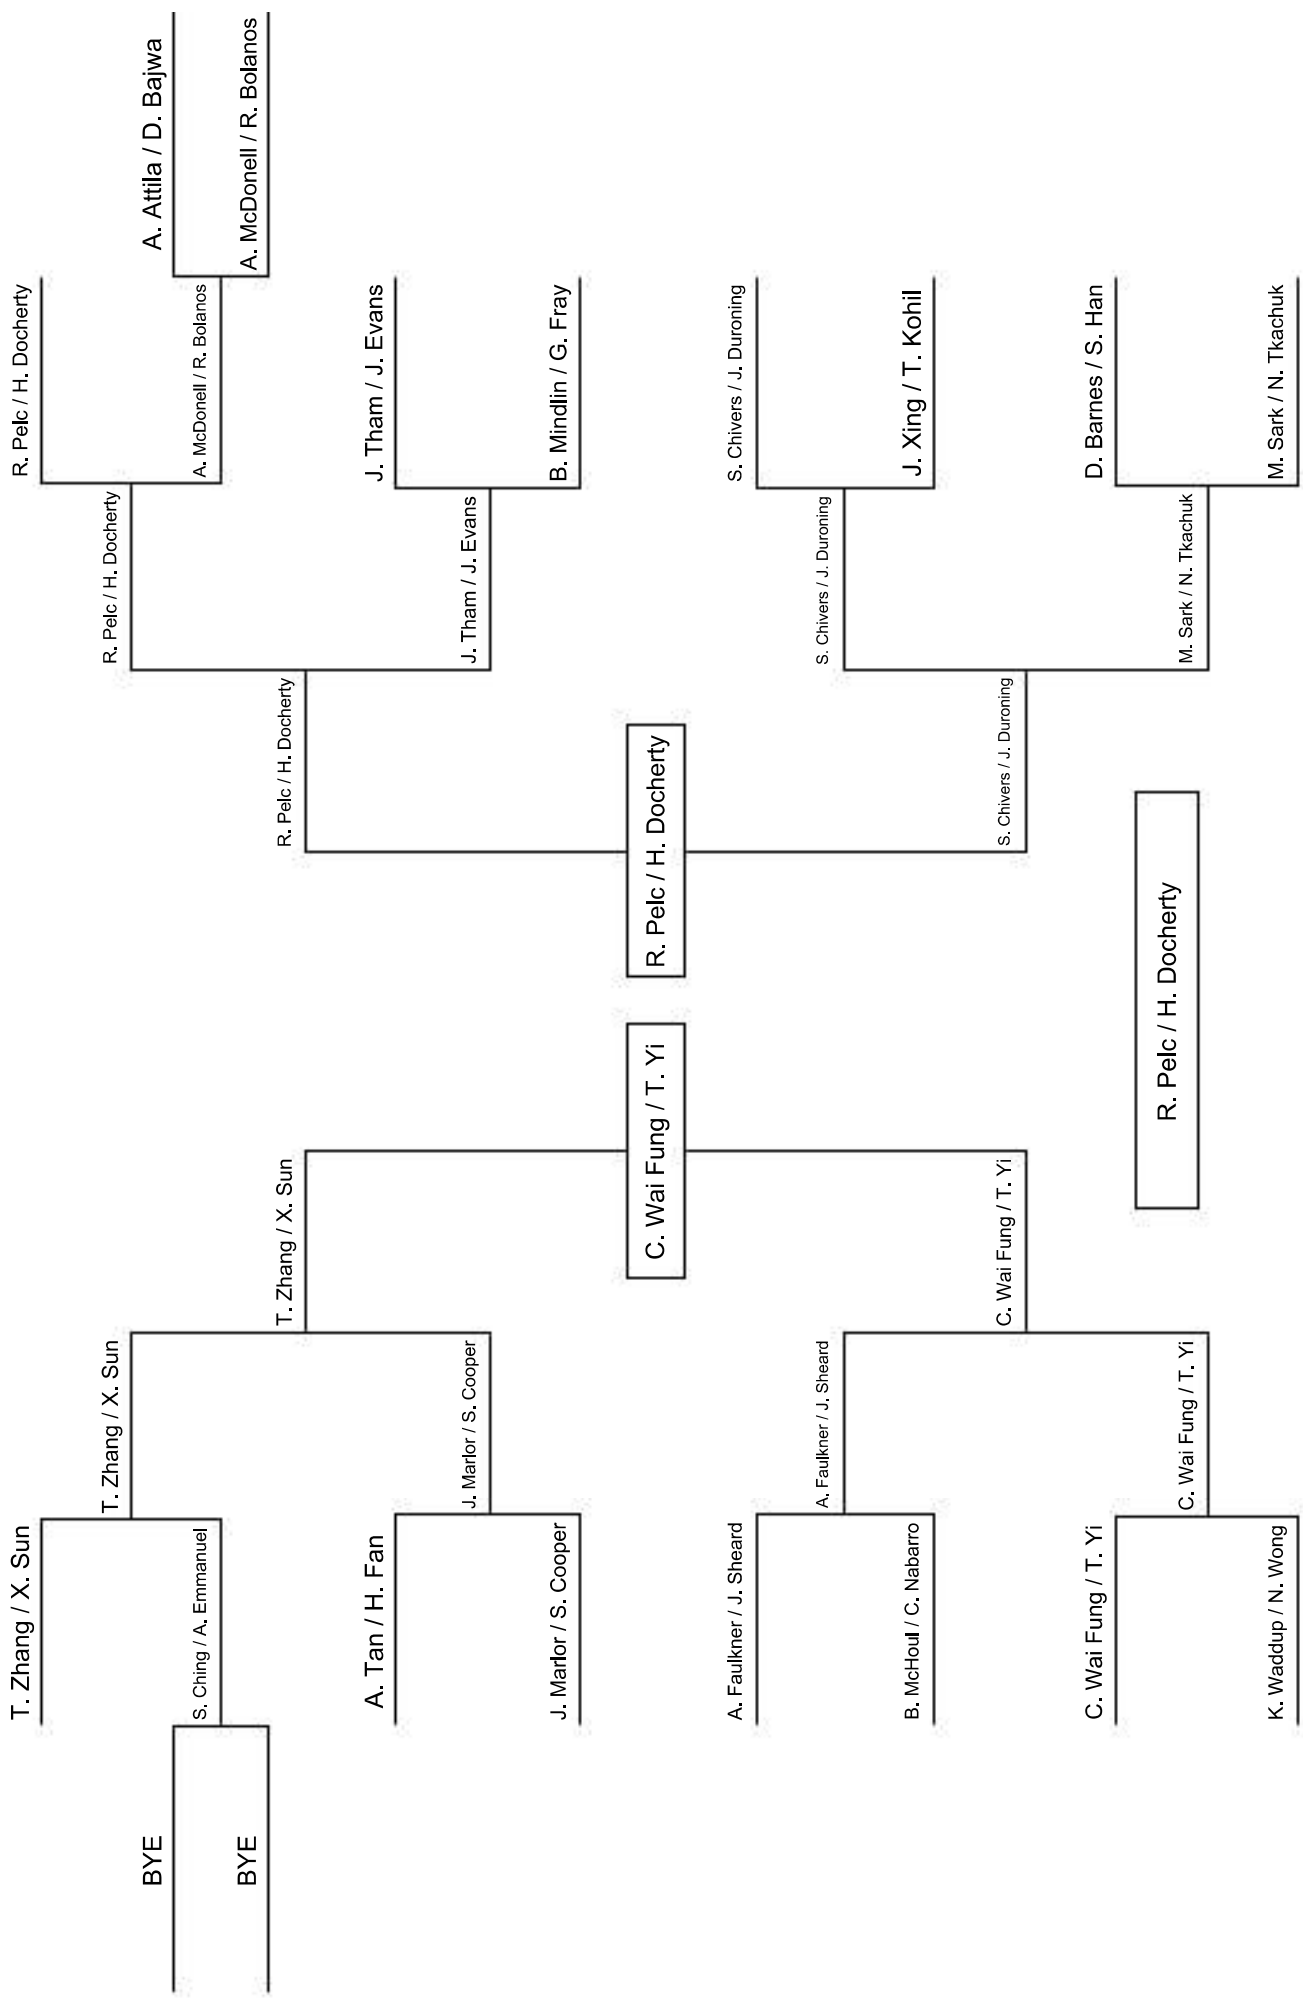 BYE
BYE
T. Zhang / X. Sun
S. Ching / A. Emmanuel
A. Tan / H. Fan
J. Marlor / S. Cooper
A. Faulkner / J. Sheard
B. McHoul / C. Nabarro
C. Wai Fung / T. Yi
K. Waddup / N. Wong
T. Zhang / X. Sun
J. Marlor / S. Cooper
A. Faulkner / J. Sheard
C. Wai Fung / T. Yi
T. Zhang / X. Sun
C. Wai Fung / T. Yi
C. Wai Fung / T. Yi
R. Pelc / H. Docherty
R. Pelc / H. Docherty
R. Pelc / H. Docherty
S. Chivers / J. Duroning
R. Pelc / H. Docherty
J. Tham / J. Evans
S. Chivers / J. Duroning
M. Sark / N. Tkachuk
R. Pelc / H. Docherty
A. McDonell / R. Bolanos
J. Tham / J. Evans
B. Mindlin / G. Fray
S. Chivers / J. Duroning
J. Xing / T. Kohil
D. Barnes / S. Han
M. Sark / N. Tkachuk
A. Attila / D. Bajwa
A. McDonell / R. Bolanos